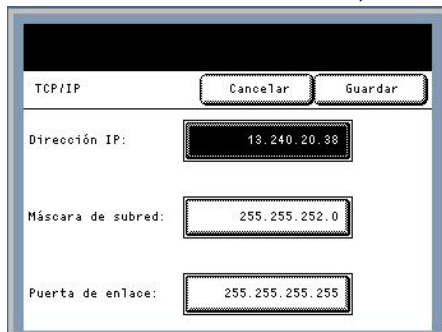 TCP/IP
Cancelar
Guardar
Dirección IP:
13.240.20.38
Máscara de subred:
255.255.252.0
Puerta de enlace:
255.255.255.255